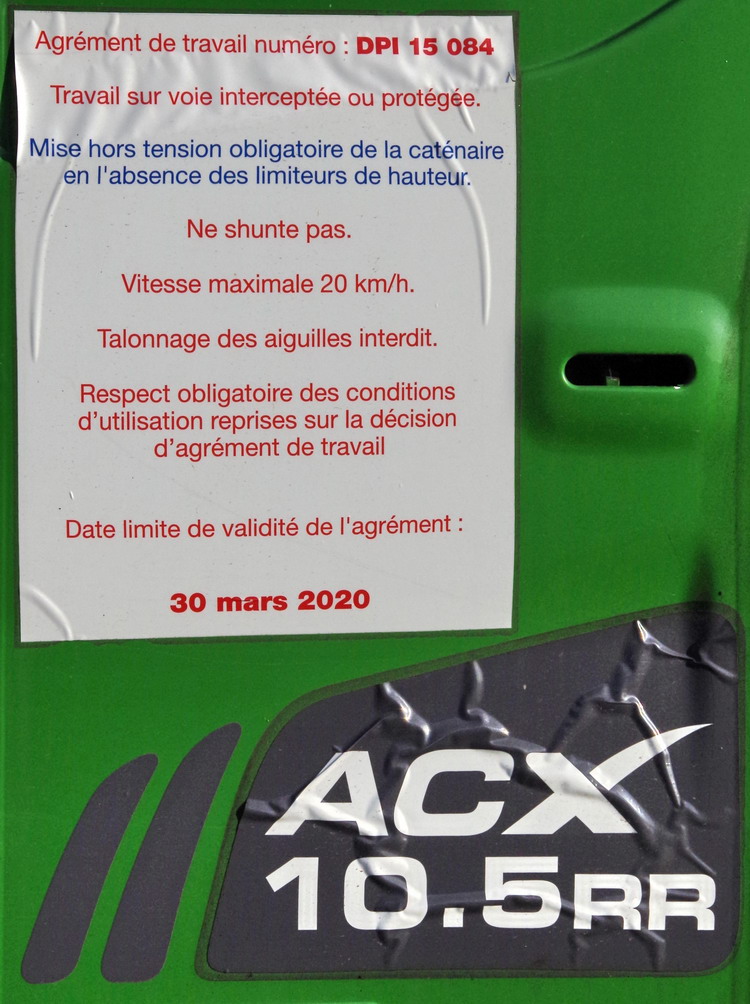 Agrément de travail numéro : DPI 15 084
Travail sur voie interceptée ou protégée.
Mise hors tension obligatoire de la caténaire
en l'absence des limiteurs de hauteur.
Ne shunte pas.
Vitesse maximale 20 km/h.
Talonnage des aiguilles interdit.
Respect obligatoire des conditions
d’utilisation reprises sur la décision
d’agrément de travail
Date limite de validité de l'agrément :
30 mars 2020
ACX
10.5RR